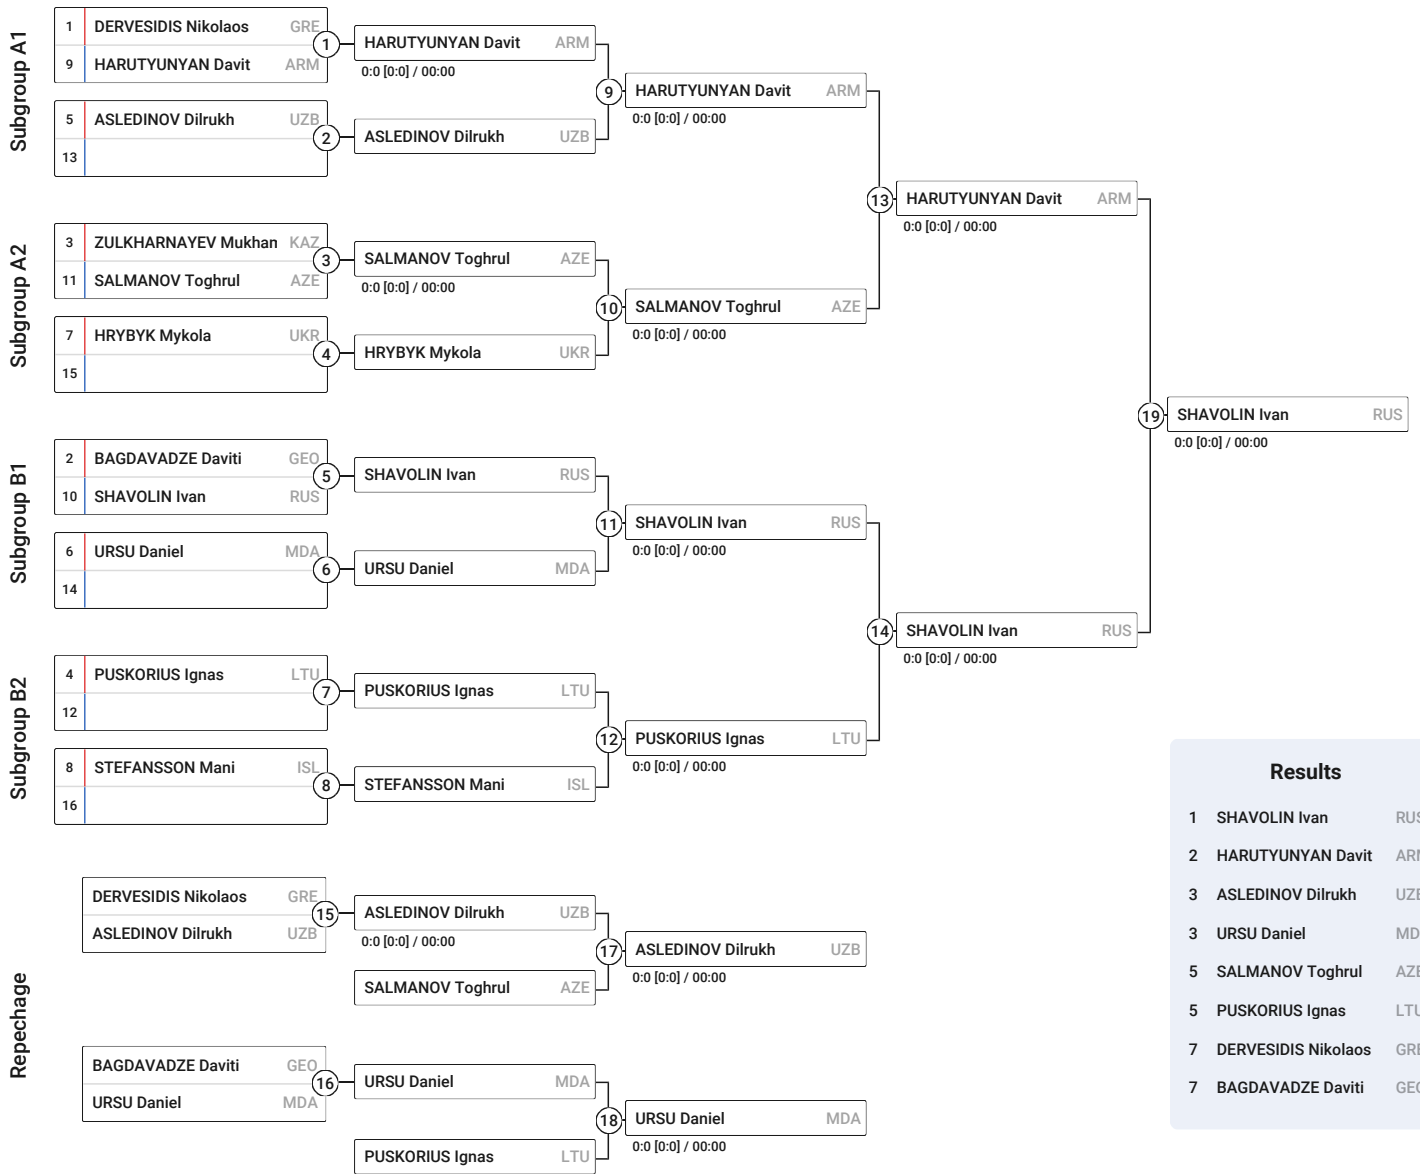 Subgroup A1
1 DERVESIDIS Nikolaos GRE
9 HARUTYUNYAN Davit ARM
1
HARUTYUNYAN Davit ARM
0:0 [0:0] / 00:00
5 ASLEDINOV Dilrukh UZB
13
2
ASLEDINOV Dilrukh UZB
9
HARUTYUNYAN Davit ARM
0:0 [0:0] / 00:00
Subgroup A2
3 ZULKHARNAYEV Mukhan KAZ
11 SALMANOV Toghrul AZE
3
SALMANOV Toghrul AZE
0:0 [0:0] / 00:00
7 HRYBYK Mykola UKR
15
4
HRYBYK Mykola UKR
10
SALMANOV Toghrul AZE
0:0 [0:0] / 00:00
13
HARUTYUNYAN Davit ARM
0:0 [0:0] / 00:00
Subgroup B1
2 BAGDAVADZE Daviti GEO
10 SHAVOLIN Ivan RUS
5
SHAVOLIN Ivan RUS
6 URSU Daniel MDA
14
6
URSU Daniel MDA
11
SHAVOLIN Ivan RUS
0:0 [0:0] / 00:00
Subgroup B2
4 PUSKORIUS Ignas LTU
12
7
PUSKORIUS Ignas LTU
8 STEFANSSON Mani ISL
16
8
STEFANSSON Mani ISL
12
PUSKORIUS Ignas LTU
0:0 [0:0] / 00:00
14
SHAVOLIN Ivan RUS
0:0 [0:0] / 00:00
19
SHAVOLIN Ivan RUS
0:0 [0:0] / 00:00
Repechage
DERVESIDIS Nikolaos GRE
ASLEDINOV Dilrukh UZB
15
ASLEDINOV Dilrukh UZB
0:0 [0:0] / 00:00
SALMANOV Toghrul AZE
17
ASLEDINOV Dilrukh UZB
0:0 [0:0] / 00:00
BAGDAVADZE Daviti GEO
URSU Daniel MDA
16
URSU Daniel MDA
PUSKORIUS Ignas LTU
18
URSU Daniel MDA
0:0 [0:0] / 00:00
Results
1 SHAVOLIN Ivan RUS
2 HARUTYUNYAN Davit ARM
3 ASLEDINOV Dilrukh UZB
3 URSU Daniel MD
5 SALMANOV Toghrul AZE
5 PUSKORIUS Ignas LTU
7 DERVESIDIS Nikolaos GRE
7 BAGDAVADZE Daviti GEO